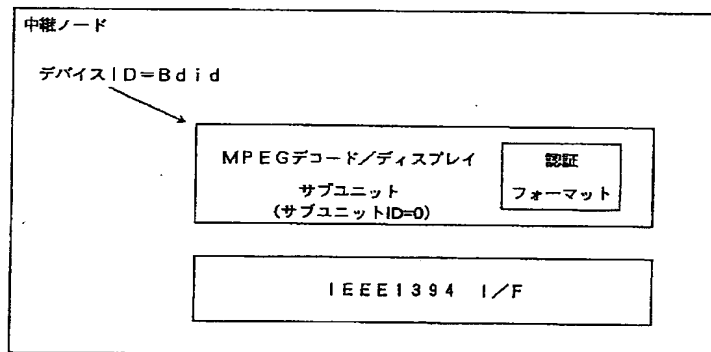 中継ノード
デバイスID=Bdid
MPEGデコード/ディスプレイ
サブユニット
(サブユニットID=0)
認証
フォーマット
IEEE1394 I/F